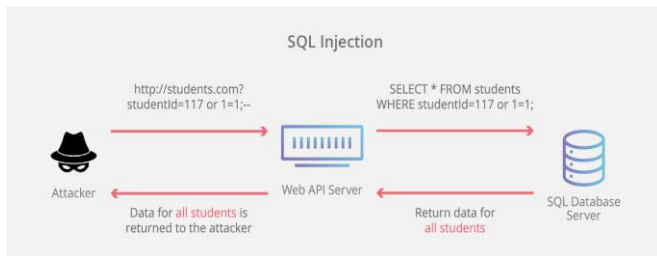 SQL Injection
http://students.com?
studentId=117 or 1=1;--
SELECT * FROM students
WHERE studentId=117 or 1=1;
Attacker
Web API Server
SQL Database
Server
Data for all students is
returned to the attacker
Return data for
all students